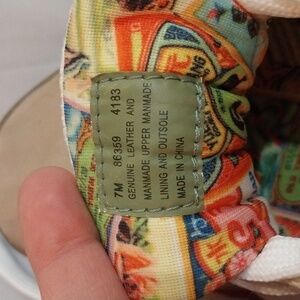 7M 86359 4183
GENUINE LEATHER AND
MANMADE UPPER MANMADE
LINING AND OUTSOLE
MADE IN CHINA